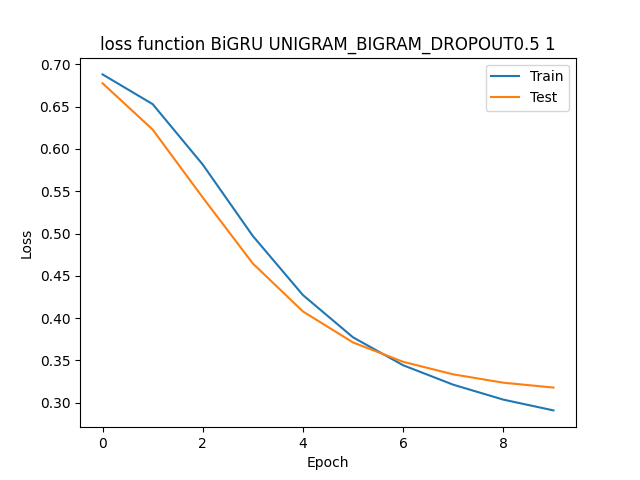 loss function BiGRU UNIGRAM_BIGRAM_DROPOUT0.5 1
Train
Test
0.70
0.65
0.60
0.55
0.50
0.45
0.40
0.35
0.30
Loss
0 2 4 6 8
Epoch